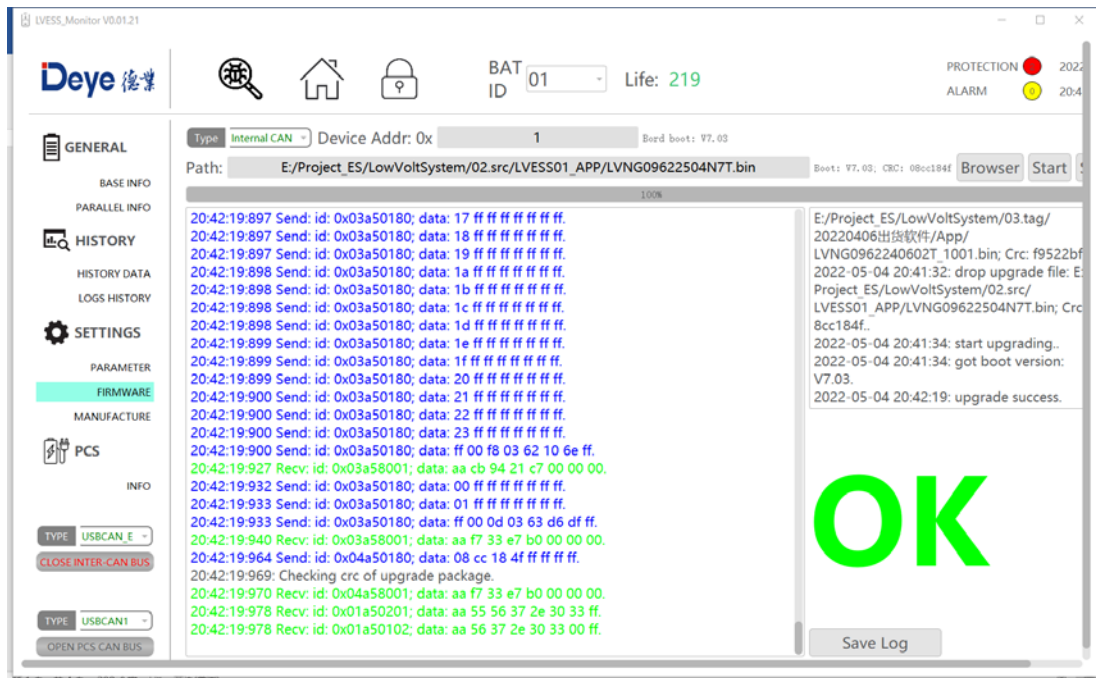 LVESS_Monitor V0.01.21
Deye 德業
BAT ID 01 Life: 219
PROTECTION 2022
ALARM 0 20:4
GENERAL
BASE INFO
PARALLEL INFO
HISTORY
HISTORY DATA
LOGS HISTORY
SETTINGS
PARAMETER
FIRMWARE
MANUFACTURE
PCS
INFO
TYPE USBCAN_E
CLOSE INTER-CAN BUS
TYPE USBCAN1
OPEN PCS CAN BUS
Type Internal CAN Device Addr: 0x 1 Bord boot: V7.03
Path: E:/Project_ES/LowVoltSystem/02.src/LVESS01_APP/LVNG09622504N7T.bin Boot: V7.03; CRC: 08cc184f Browser Start
100%
20:42:19:897 Send: id: 0x03a50180; data: 17 ff ff ff ff ff ff ff.
20:42:19:897 Send: id: 0x03a50180; data: 18 ff ff ff ff ff ff ff.
20:42:19:897 Send: id: 0x03a50180; data: 19 ff ff ff ff ff ff ff.
20:42:19:898 Send: id: 0x03a50180; data: 1a ff ff ff ff ff ff ff.
20:42:19:898 Send: id: 0x03a50180; data: 1b ff ff ff ff ff ff ff.
20:42:19:898 Send: id: 0x03a50180; data: 1c ff ff ff ff ff ff ff.
20:42:19:898 Send: id: 0x03a50180; data: 1d ff ff ff ff ff ff ff.
20:42:19:899 Send: id: 0x03a50180; data: 1e ff ff ff ff ff ff ff.
20:42:19:899 Send: id: 0x03a50180; data: 1f ff ff ff ff ff ff ff.
20:42:19:899 Send: id: 0x03a50180; data: 20 ff ff ff ff ff ff ff.
20:42:19:900 Send: id: 0x03a50180; data: 21 ff ff ff ff ff ff ff.
20:42:19:900 Send: id: 0x03a50180; data: 22 ff ff ff ff ff ff ff.
20:42:19:900 Send: id: 0x03a50180; data: 23 ff ff ff ff ff ff ff.
20:42:19:900 Send: id: 0x03a50180; data: ff 00 f8 03 62 10 6e ff.
20:42:19:927 Recv: id: 0x03a58001; data: aa cb 94 21 c7 00 00 00.
20:42:19:932 Send: id: 0x03a50180; data: 00 ff ff ff ff ff ff ff.
20:42:19:933 Send: id: 0x03a50180; data: 01 ff ff ff ff ff ff ff.
20:42:19:933 Send: id: 0x03a50180; data: ff 00 0d 03 63 d6 df ff.
20:42:19:940 Recv: id: 0x03a58001; data: aa f7 33 e7 b0 00 00 00.
20:42:19:964 Send: id: 0x04a50180; data: 08 cc 18 4f ff ff ff ff.
20:42:19:969: Checking crc of upgrade package.
20:42:19:970 Recv: id: 0x04a58001; data: aa f7 33 e7 b0 00 00 00.
20:42:19:978 Recv: id: 0x01a50201; data: aa 55 56 37 2e 30 33 ff.
20:42:19:978 Recv: id: 0x01a50102; data: aa 56 37 2e 30 33 00 ff.
E:/Project_ES/LowVoltSystem/03.tag/
20220406出货软件/App/
LVNG0962240602T_1001.bin; Crc: f9522bf
2022-05-04 20:41:32: drop upgrade file: E:
Project_ES/LowVoltSystem/02.src/
LVESS01_APP/LVNG09622504N7T.bin; Crc
8cc184f..
2022-05-04 20:41:34: start upgrading..
2022-05-04 20:41:34: got boot version:
V7.03.
2022-05-04 20:42:19: upgrade success.
OK
Save Log